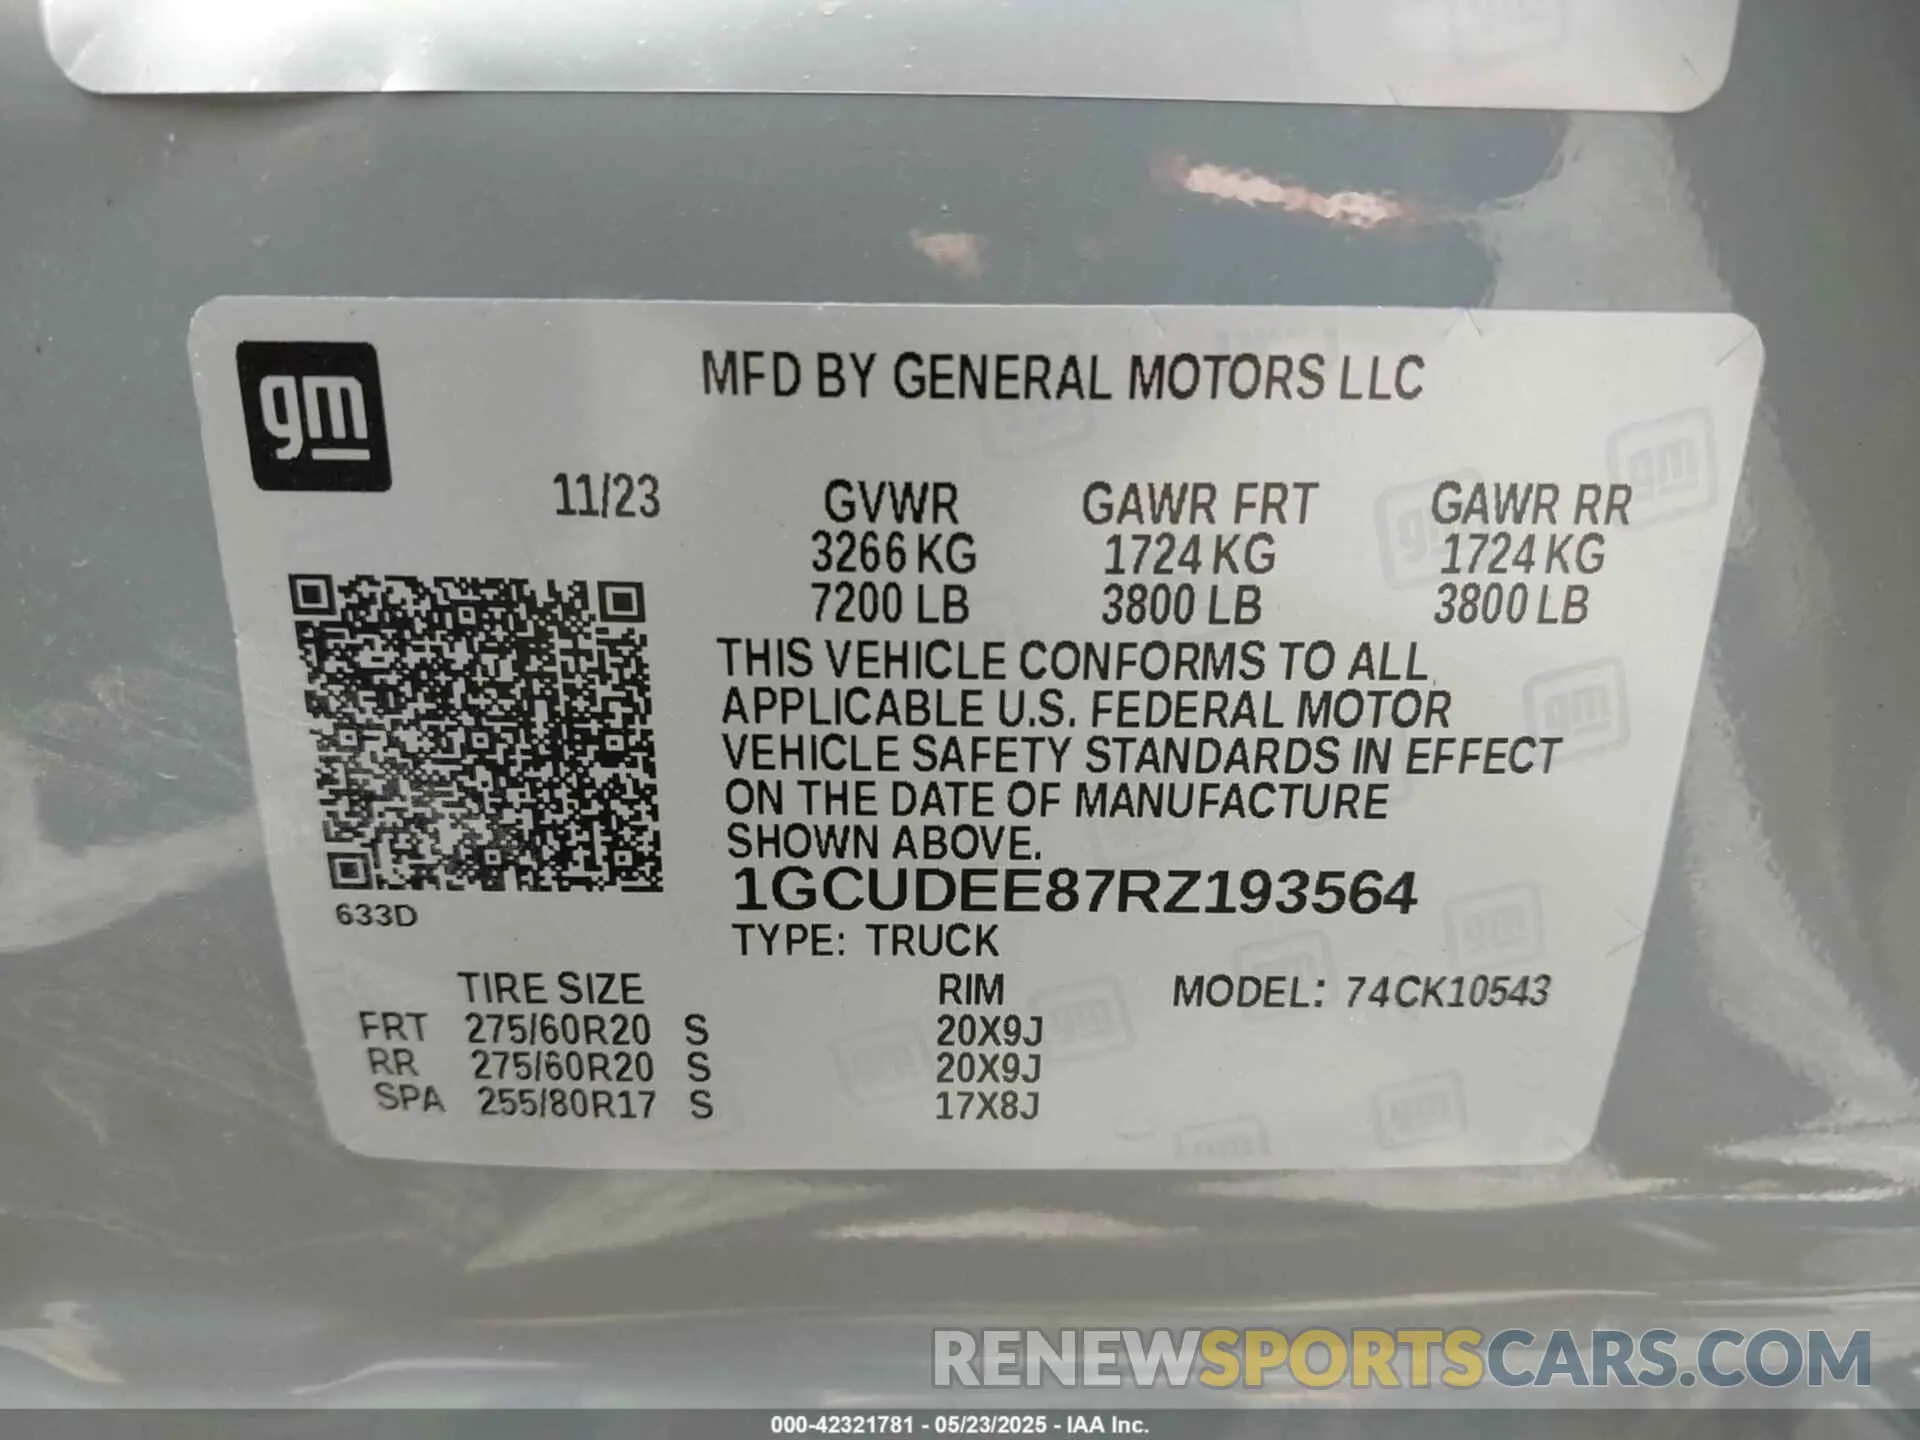 gm
MFD BY GENERAL MOTORS LLC
11/23 GVWR GAWR FRT GAWR RR
3266 KG 1724 KG 1724 KG
7200 LB 3800 LB 3800 LB
THIS VEHICLE CONFORMS TO ALL
APPLICABLE U.S. FEDERAL MOTOR
VEHICLE SAFETY STANDARDS IN EFFECT
ON THE DATE OF MANUFACTURE
SHOWN ABOVE.
1GCUDEE87RZ193564
633D
TYPE: TRUCK
TIRE SIZE RIM MODEL: 74CK10543
FRT 275/60R20 S 20X9J
RR 275/60R20 S 20X9J
SPA 255/80R17 S 17X8J
RENEWSPORTSCARS.COM
000-42321781 - 05/23/2025 - IAA Inc.